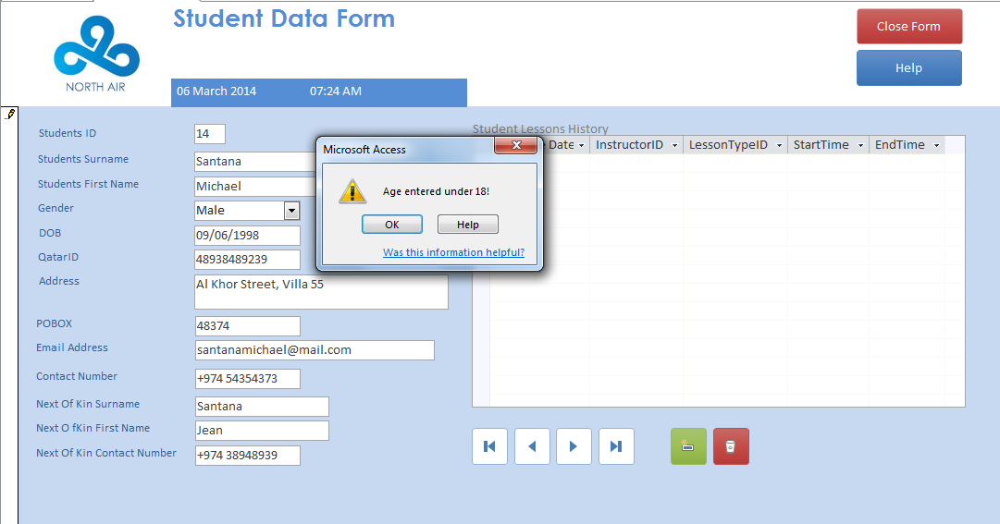 Student Data Form
Close Form
Help
NORTH AIR
06 March 2014 07:24 AM
Students ID 14
Students Surname Santana
Students First Name Michael
Gender Male
DOB 09/06/1998
QatarID 48938489239
Address Al Khor Street, Villa 55
POBOX 48374
Email Address santanamichael@mail.com
Contact Number +974 54354373
Next Of Kin Surname Santana
Next O fKin First Name Jean
Next Of Kin Contact Number +974 38948939
Student Lessons History
Date InstructorID LessonTypeID StartTime EndTime
Microsoft Access
Age entered under 18!
OK Help
Was this information helpful?